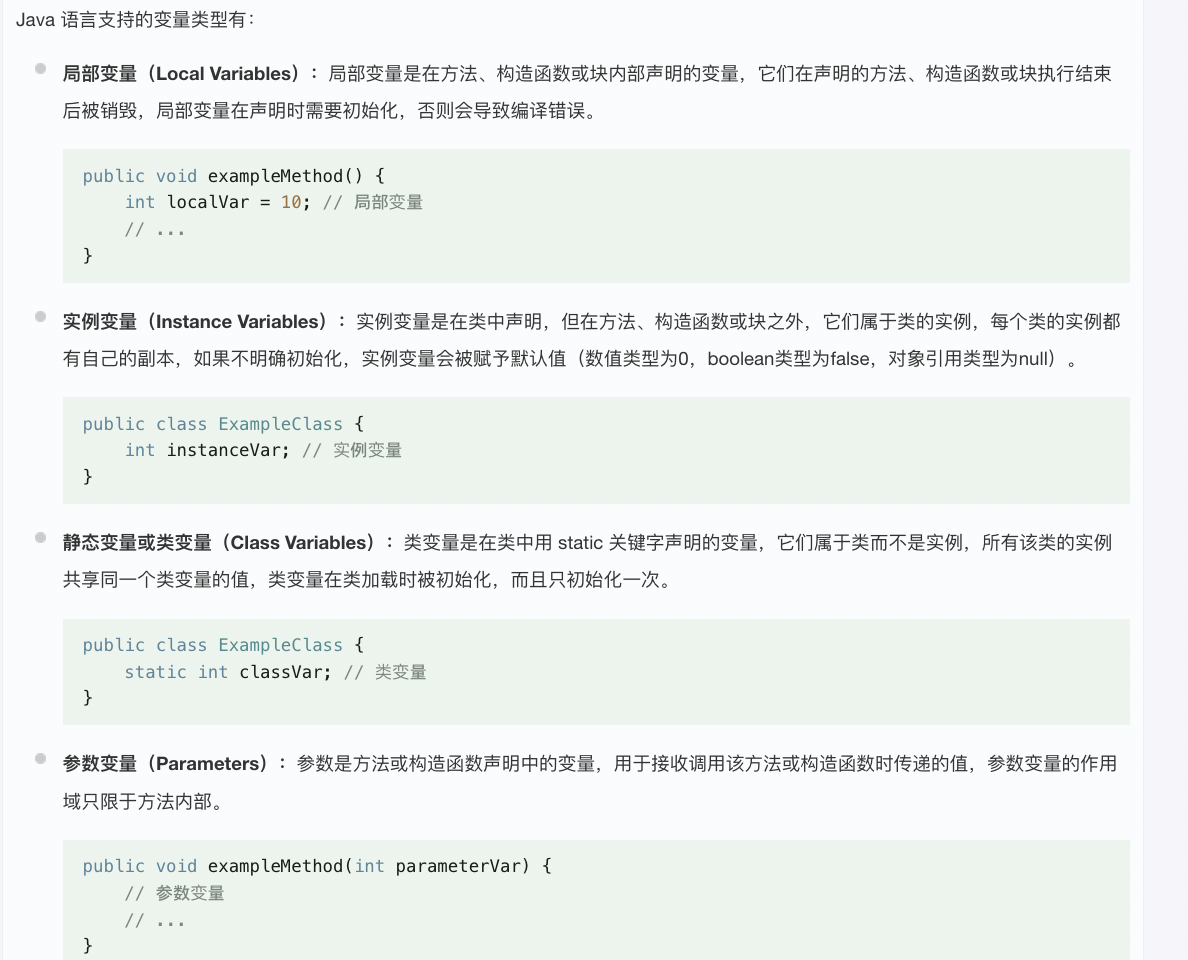 Java 语言支持的变量类型有：
局部变量（Local Variables）：局部变量是在方法、构造函数或块内部声明的变量，它们在声明的方法、构造函数或块执行结束
后被销毁，局部变量在声明时需要初始化，否则会导致编译错误。
public void exampleMethod() {
    int localVar = 10; // 局部变量
    // ...
}
实例变量（Instance Variables）：实例变量是在类中声明，但在方法、构造函数或块之外，它们属于类的实例，每个类的实例都
有自己的副本，如果不明确初始化，实例变量会被赋予默认值（数值类型为0，boolean类型为false，对象引用类型为null）。
public class ExampleClass {
    int instanceVar; // 实例变量
}
静态变量或类变量（Class Variables）：类变量是在类中用 static 关键字声明的变量，它们属于类而不是实例，所有该类的实例
共享同一个类变量的值，类变量在类加载时被初始化，而且只初始化一次。
public class ExampleClass {
    static int classVar; // 类变量
}
参数变量（Parameters）：参数是方法或构造函数声明中的变量，用于接收调用该方法或构造函数时传递的值，参数变量的作用
域只限于方法内部。
public void exampleMethod(int parameterVar) {
    // 参数变量
    // ...
}